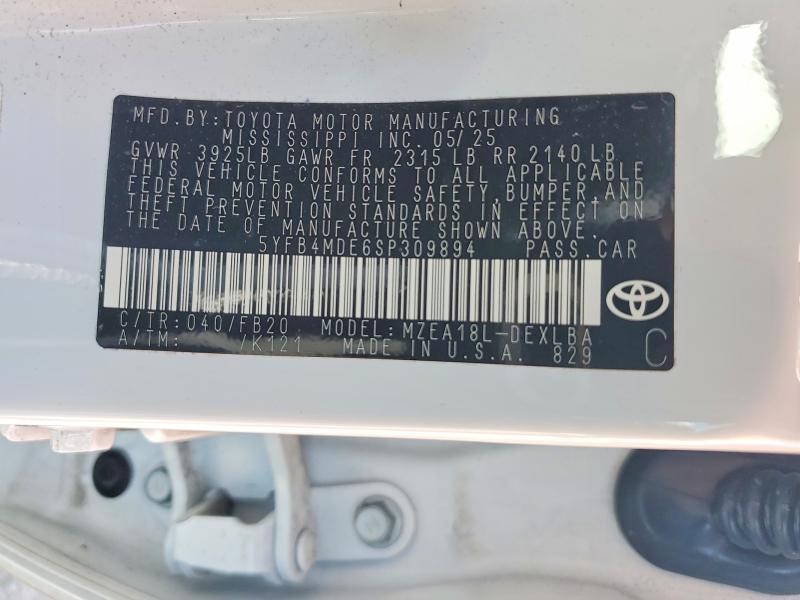 MFD. BY: TOYOTA MOTOR MANUFACTURING
MISSISSIPPI INC. 05/25
GVWR 3925LB GAWR FR 2315 LB RR 2140 LB
THIS VEHICLE CONFORMS TO ALL APPLICABLE
FEDERAL MOTOR VEHICLE SAFETY, BUMPER, AND
THEFT PREVENTION STANDARDS IN EFFECT ON
THE DATE OF MANUFACTURE SHOWN ABOVE.
5YFB4MDE6SP309894 PASS. CAR
C/TR: 040/FB20 MODEL: MZEA18L-DEXLBA
A/TM: /K121 MADE IN U.S.A. 829 C